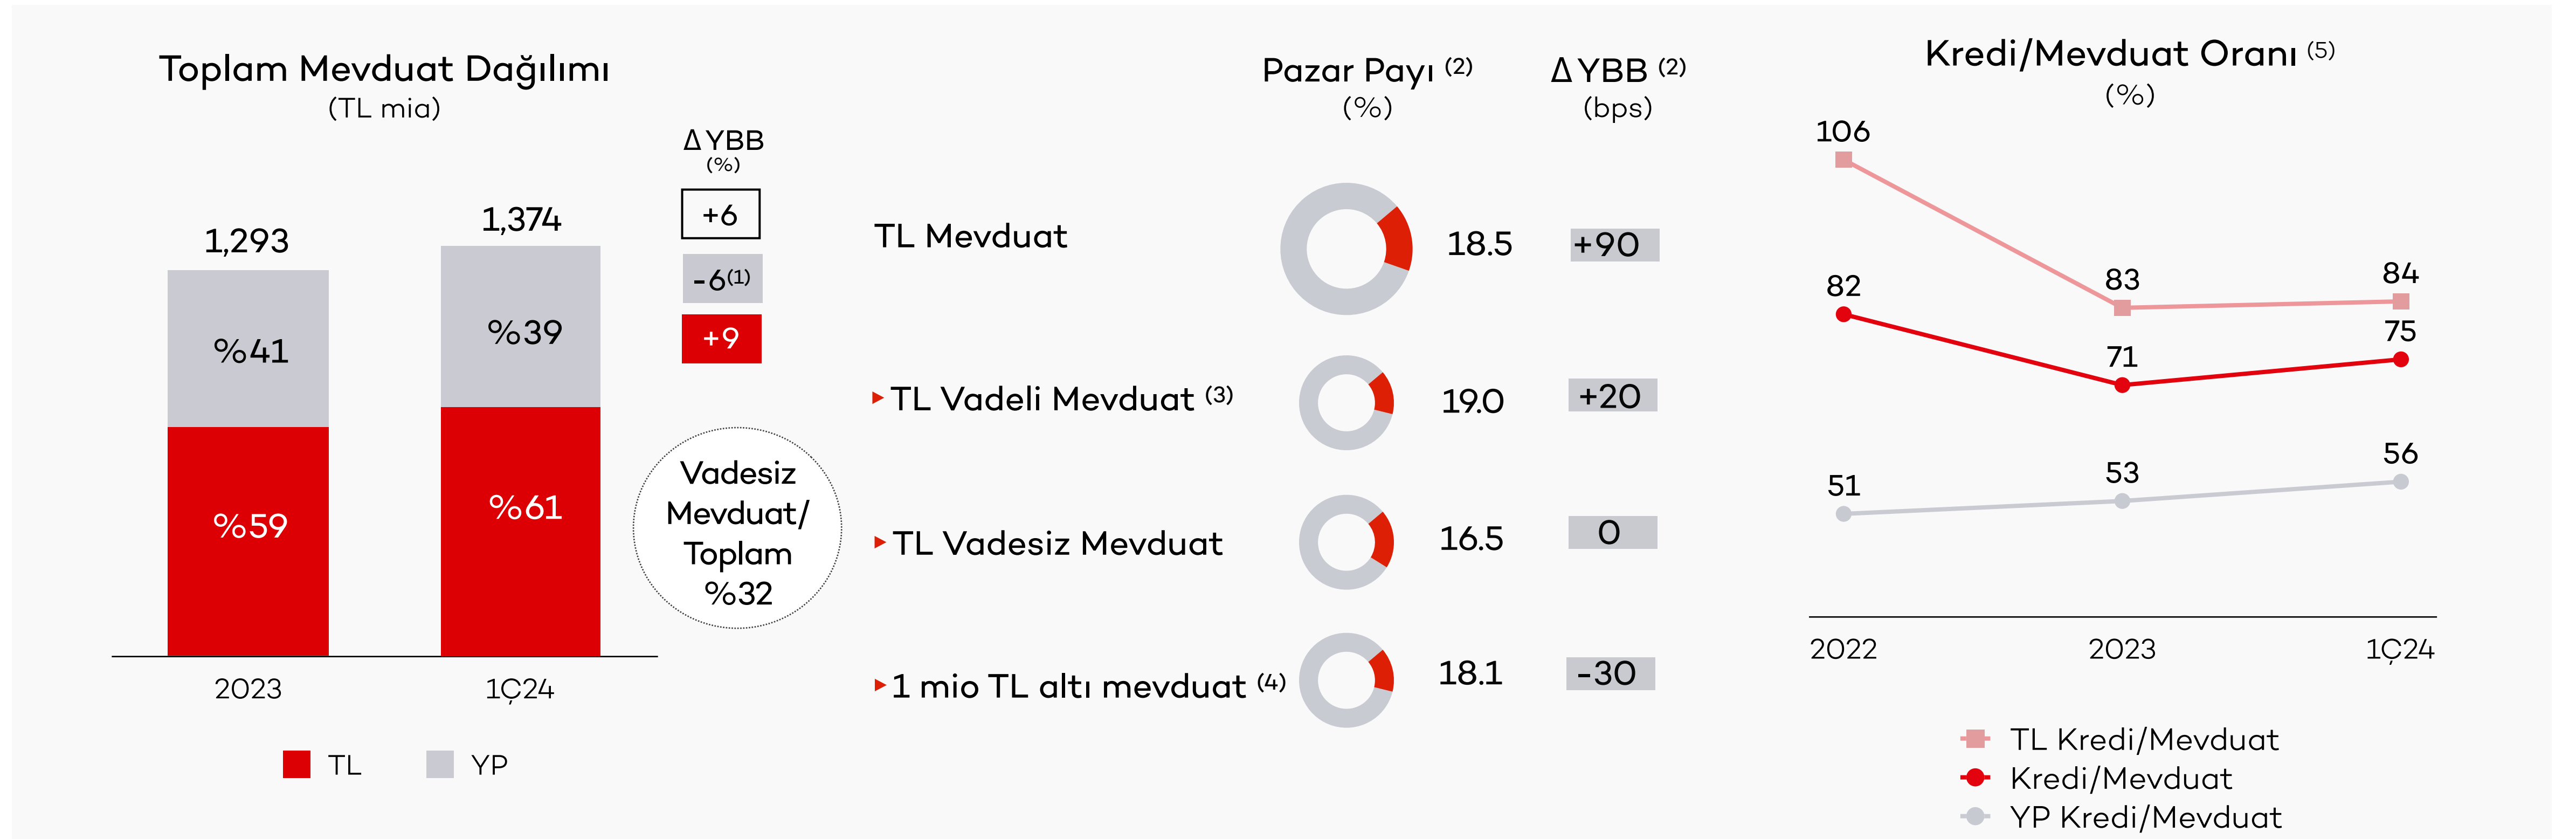 Toplam Mevduat Dağılımı
(TL mia)
Δ YBB
(%)
1,293
1,374
+6
-6(1)
+9
%41
%39
%59
%61
Vadesiz
Mevduat/
Toplam
%32
2023
1Ç24
TL
YP
Pazar Payı (2)
(%)
Δ YBB (2)
(bps)
TL Mevduat
18.5
+90
TL Vadeli Mevduat (3)
19.0
+20
TL Vadesiz Mevduat
16.5
0
1 mio TL altı mevduat (4)
18.1
-30
Kredi/Mevduat Oranı (5)
(%)
106
83
84
82
71
75
51
53
56
2022
2023
1Ç24
TL Kredi/Mevduat
Kredi/Mevduat
YP Kredi/Mevduat